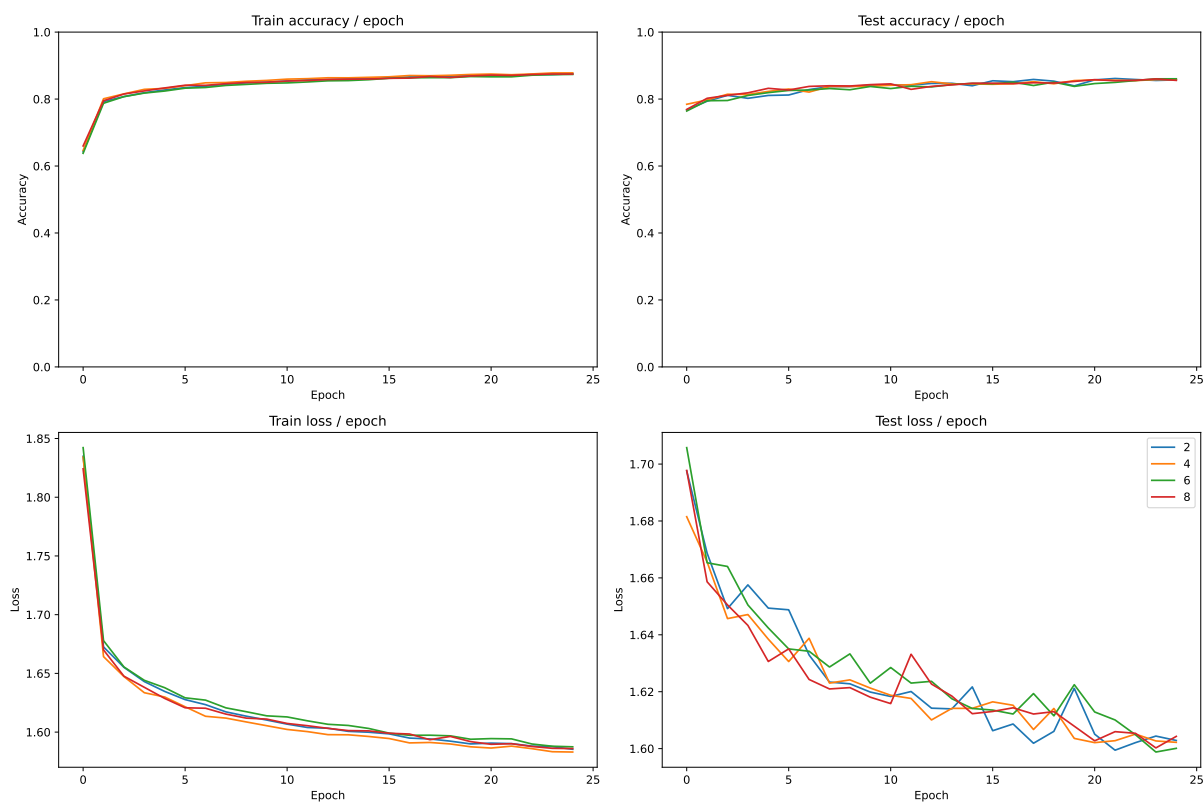 Train accuracy / epoch
1.0
0.8
0.6
0.4
0.2
0.0
Accuracy
0 5 10 15 20 25
Epoch
Test accuracy / epoch
1.0
0.8
0.6
0.4
0.2
0.0
Accuracy
0 5 10 15 20 25
Epoch
Train loss / epoch
1.85
1.80
1.75
1.70
1.65
1.60
Loss
0 5 10 15 20 25
Epoch
Test loss / epoch
1.70
1.68
1.66
1.64
1.62
1.60
Loss
0 5 10 15 20 25
Epoch
2
4
6
8